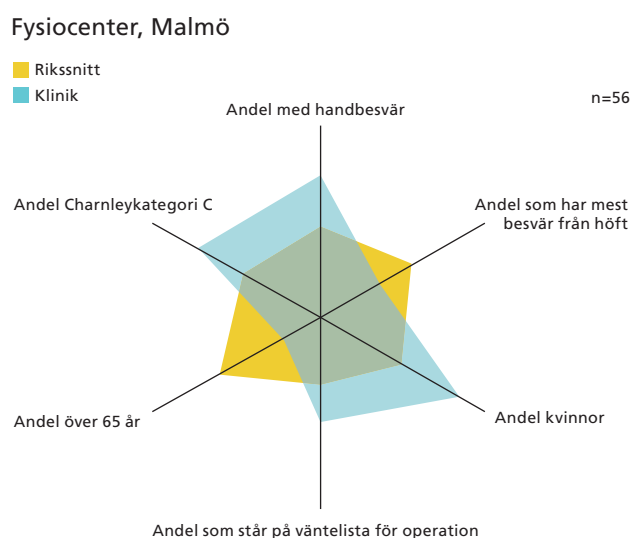 Fysiocenter, Malmö
Rikssnitt
Klinik
n=56
Andel med handbesvär
Andel Charnleykategori C
Andel som har mest
besvär från höft
Andel över 65 år
Andel kvinnor
Andel som står på väntelista för operation